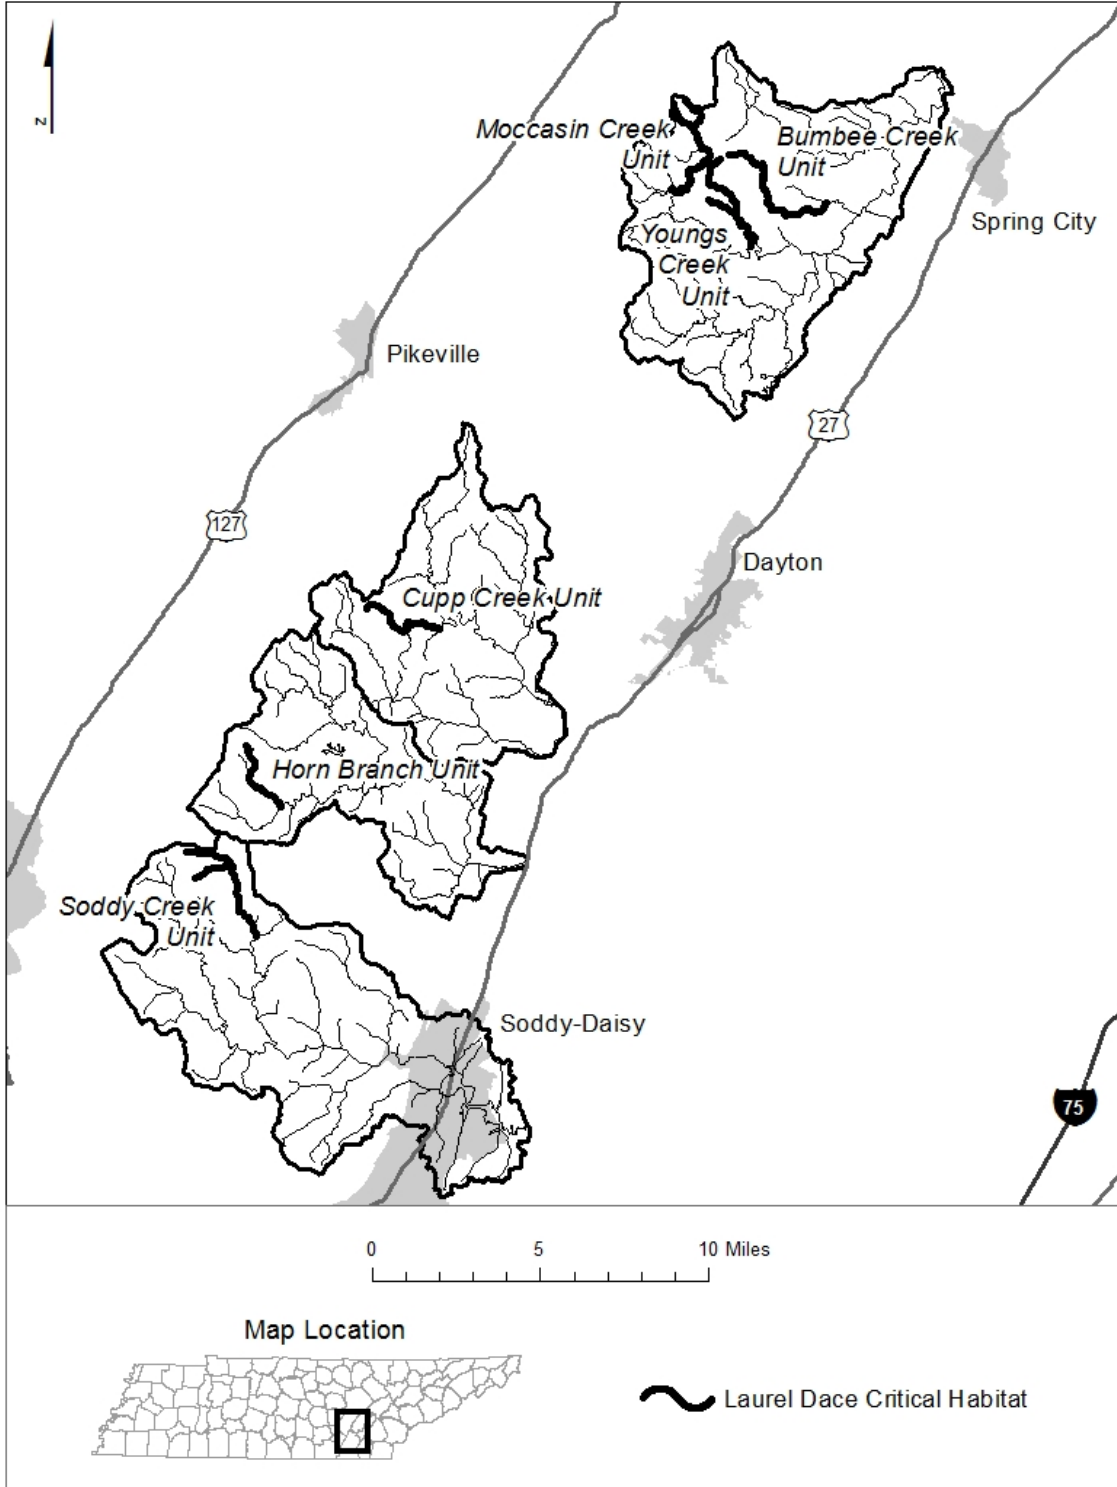 N
Moccasin Creek
Unit
Bumbee Creek
Unit
Spring City
Youngs
Creek
Unit
Pikeville
27
127
Dayton
Cupp Creek Unit
Horn Branch Unit
Soddy Creek
Unit
Soddy-Daisy
75
0 5 10 Miles
Map Location
Laurel Dace Critical Habitat